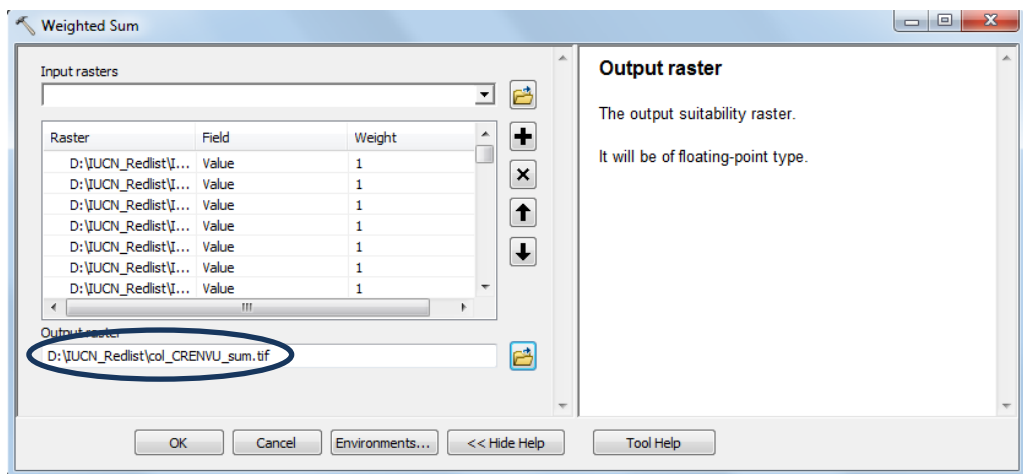 Weighted Sum
Input rasters
Raster Field Weight
D:\IUCN_Redlist\I... Value 1
D:\IUCN_Redlist\I... Value 1
D:\IUCN_Redlist\I... Value 1
D:\IUCN_Redlist\I... Value 1
D:\IUCN_Redlist\I... Value 1
D:\IUCN_Redlist\I... Value 1
D:\IUCN_Redlist\I... Value 1
Output raster
D:\IUCN_Redlist\col_CRENVU_sum.tif
OK Cancel Environments... << Hide Help
Output raster
The output suitability raster.
It will be of floating-point type.
Tool Help